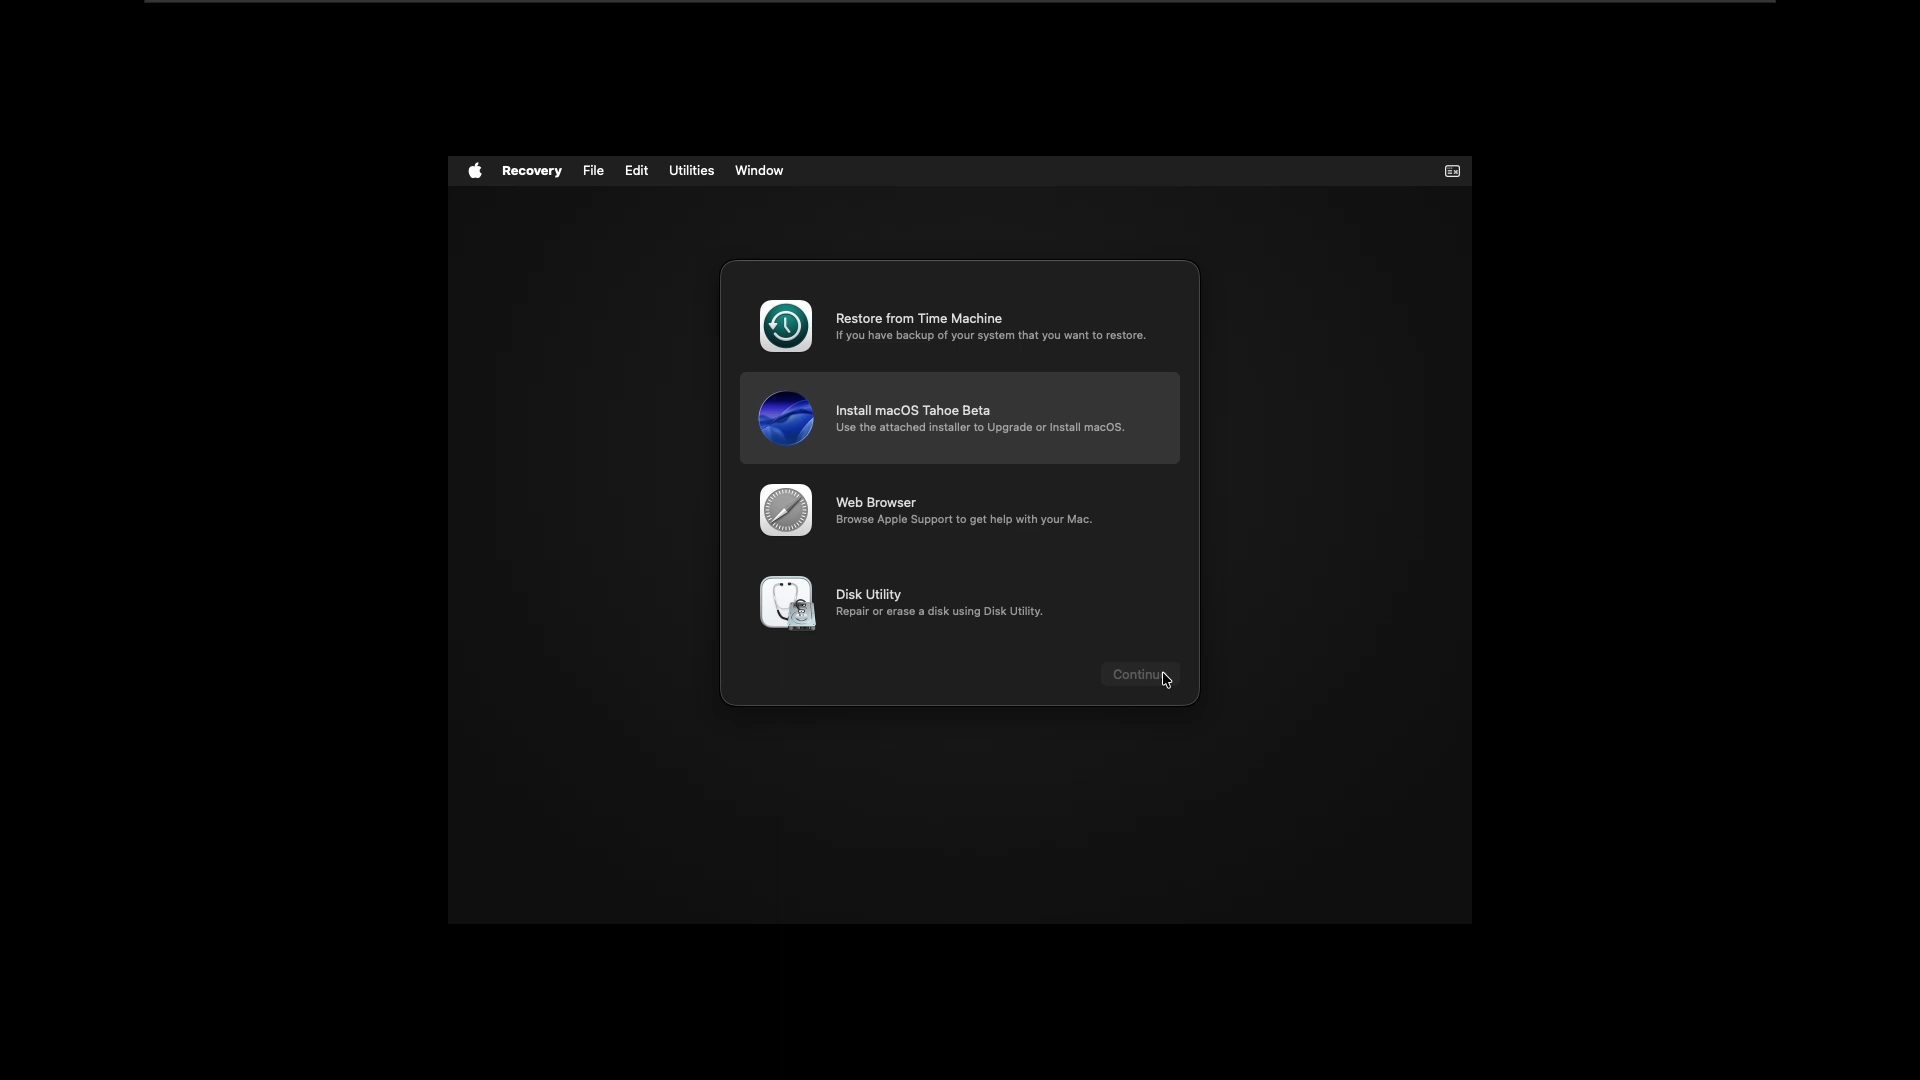 Recovery File Edit Utilities Window
Restore from Time Machine
If you have backup of your system that you want to restore.
Install macOS Tahoe Beta
Use the attached installer to Upgrade or Install macOS.
Web Browser
Browse Apple Support to get help with your Mac.
Disk Utility
Repair or erase a disk using Disk Utility.
Continue